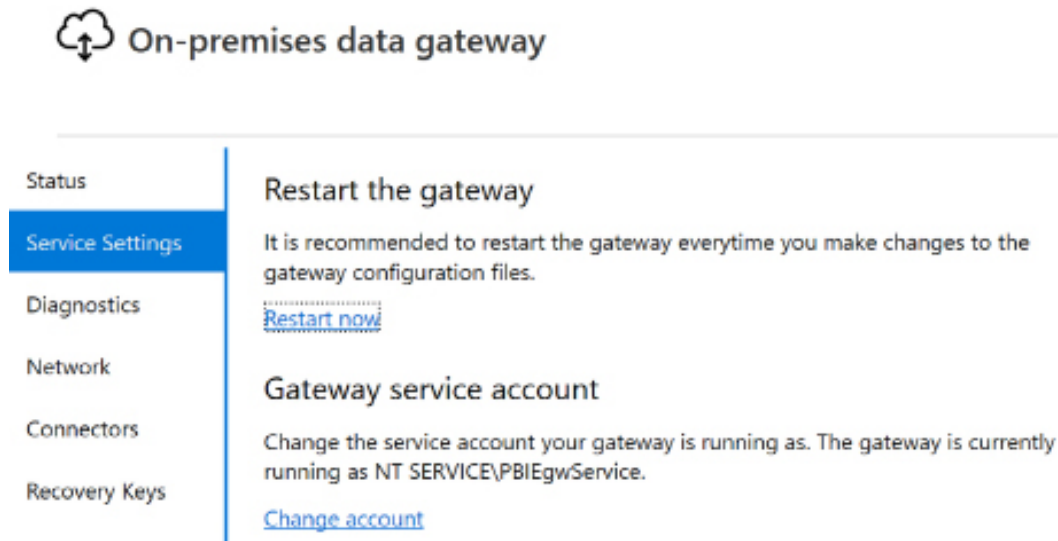 On-premises data gateway
Status
Service Settings
Diagnostics
Network
Connectors
Recovery Keys
Restart the gateway
It is recommended to restart the gateway everytime you make changes to the
gateway configuration files.
Restart now
Gateway service account
Change the service account your gateway is running as. The gateway is currently
running as NT SERVICE\PBIEgwService.
Change account